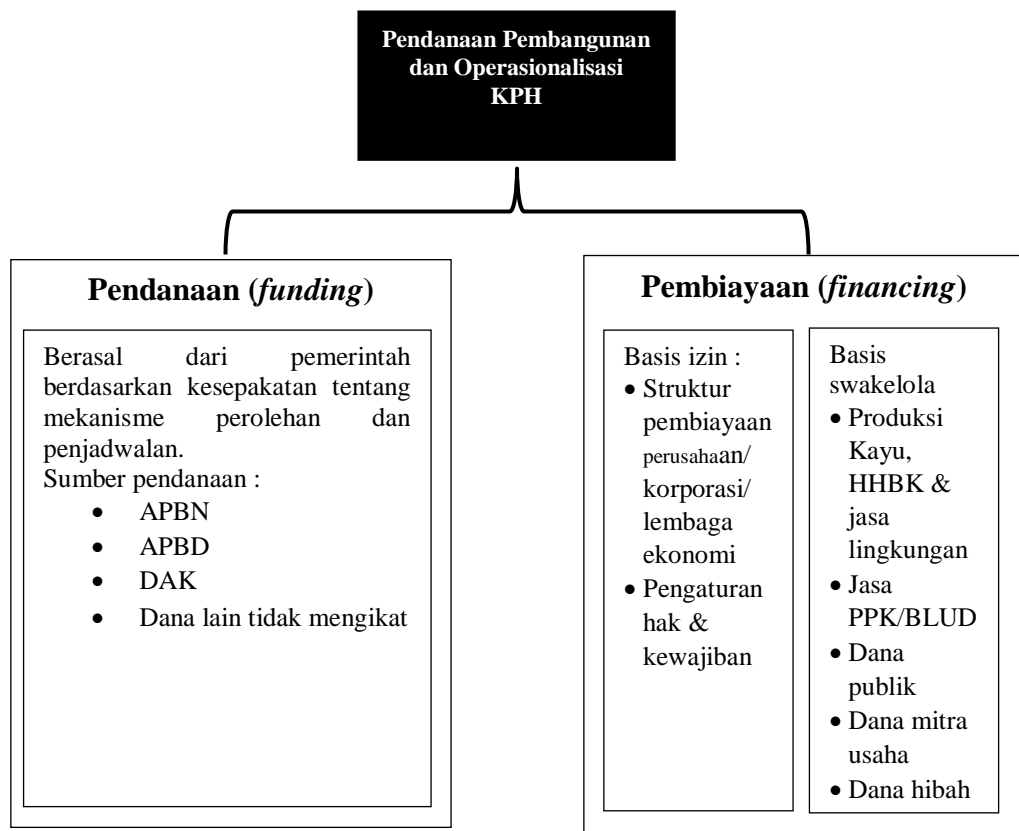 Pendanaan Pembangunan
dan Operasionalisasi
KPH
Pendanaan (funding)
Berasal dari pemerintah
berdasarkan kesepakatan tentang
mekanisme perolehan dan
penjadwalan.
Sumber pendanaan :
• APBN
• APBD
• DAK
• Dana lain tidak mengikat
Pembiayaan (financing)
Basis izin :
• Struktur
pembiayaan
perusahaan/
korporasi/
lembaga
ekonomi
• Pengaturan
hak &
kewajiban
Basis
swakelola
• Produksi
Kayu,
HHBK &
jasa
lingkungan
• Jasa
PPK/BLUD
• Dana
publik
• Dana mitra
usaha
• Dana hibah